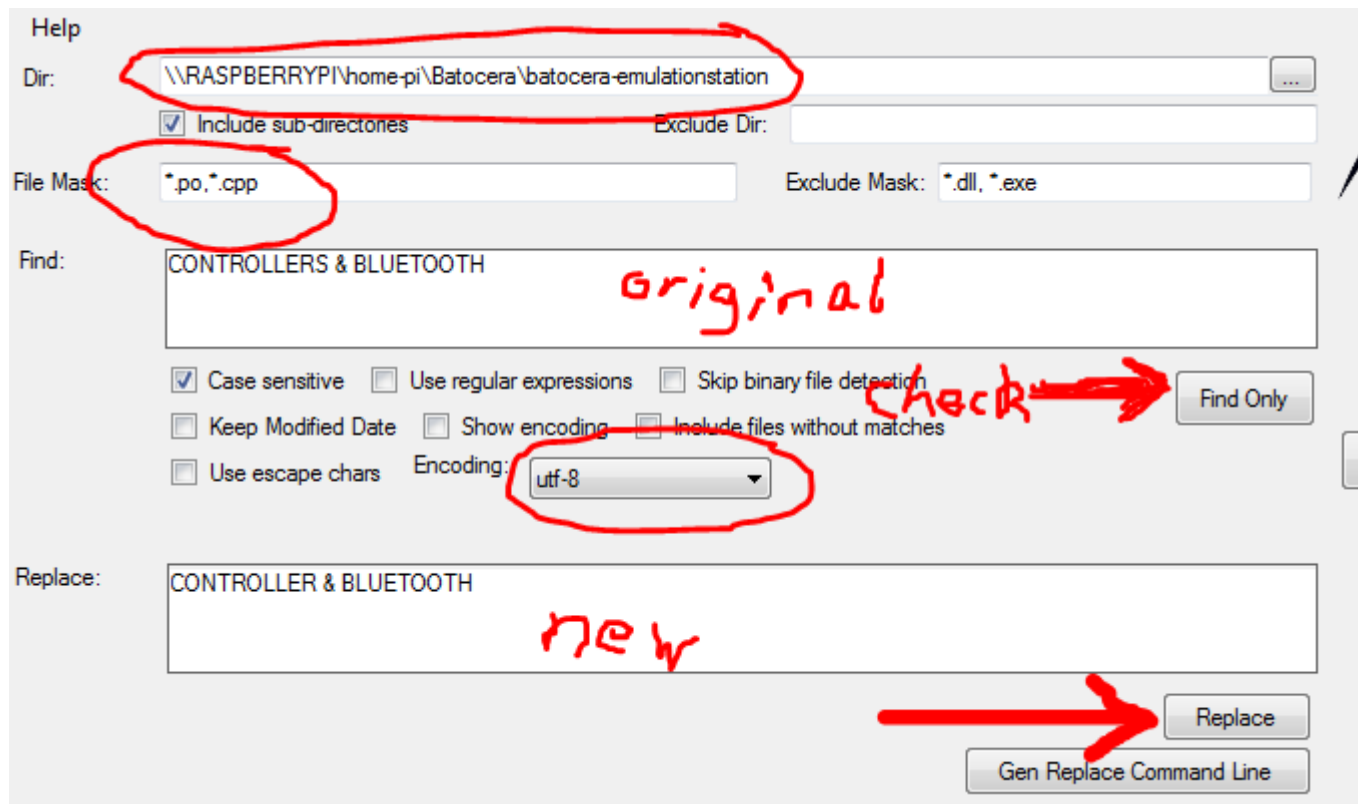 Help
Dir: \\RASPBERRYPI\home-pi\Batocera\batocera-emulationstation ...
Include sub-directories Exclude Dir:
File Mask: *.po,*.cpp Exclude Mask: *.dll, *.exe
Find: CONTROLLERS & BLUETOOTH
original
Case sensitive Use regular expressions Skip binary file detection
check Find Only
Keep Modified Date Show encoding Include files without matches
Use escape chars Encoding: utf-8
Replace: CONTROLLER & BLUETOOTH
new
Replace
Gen Replace Command Line